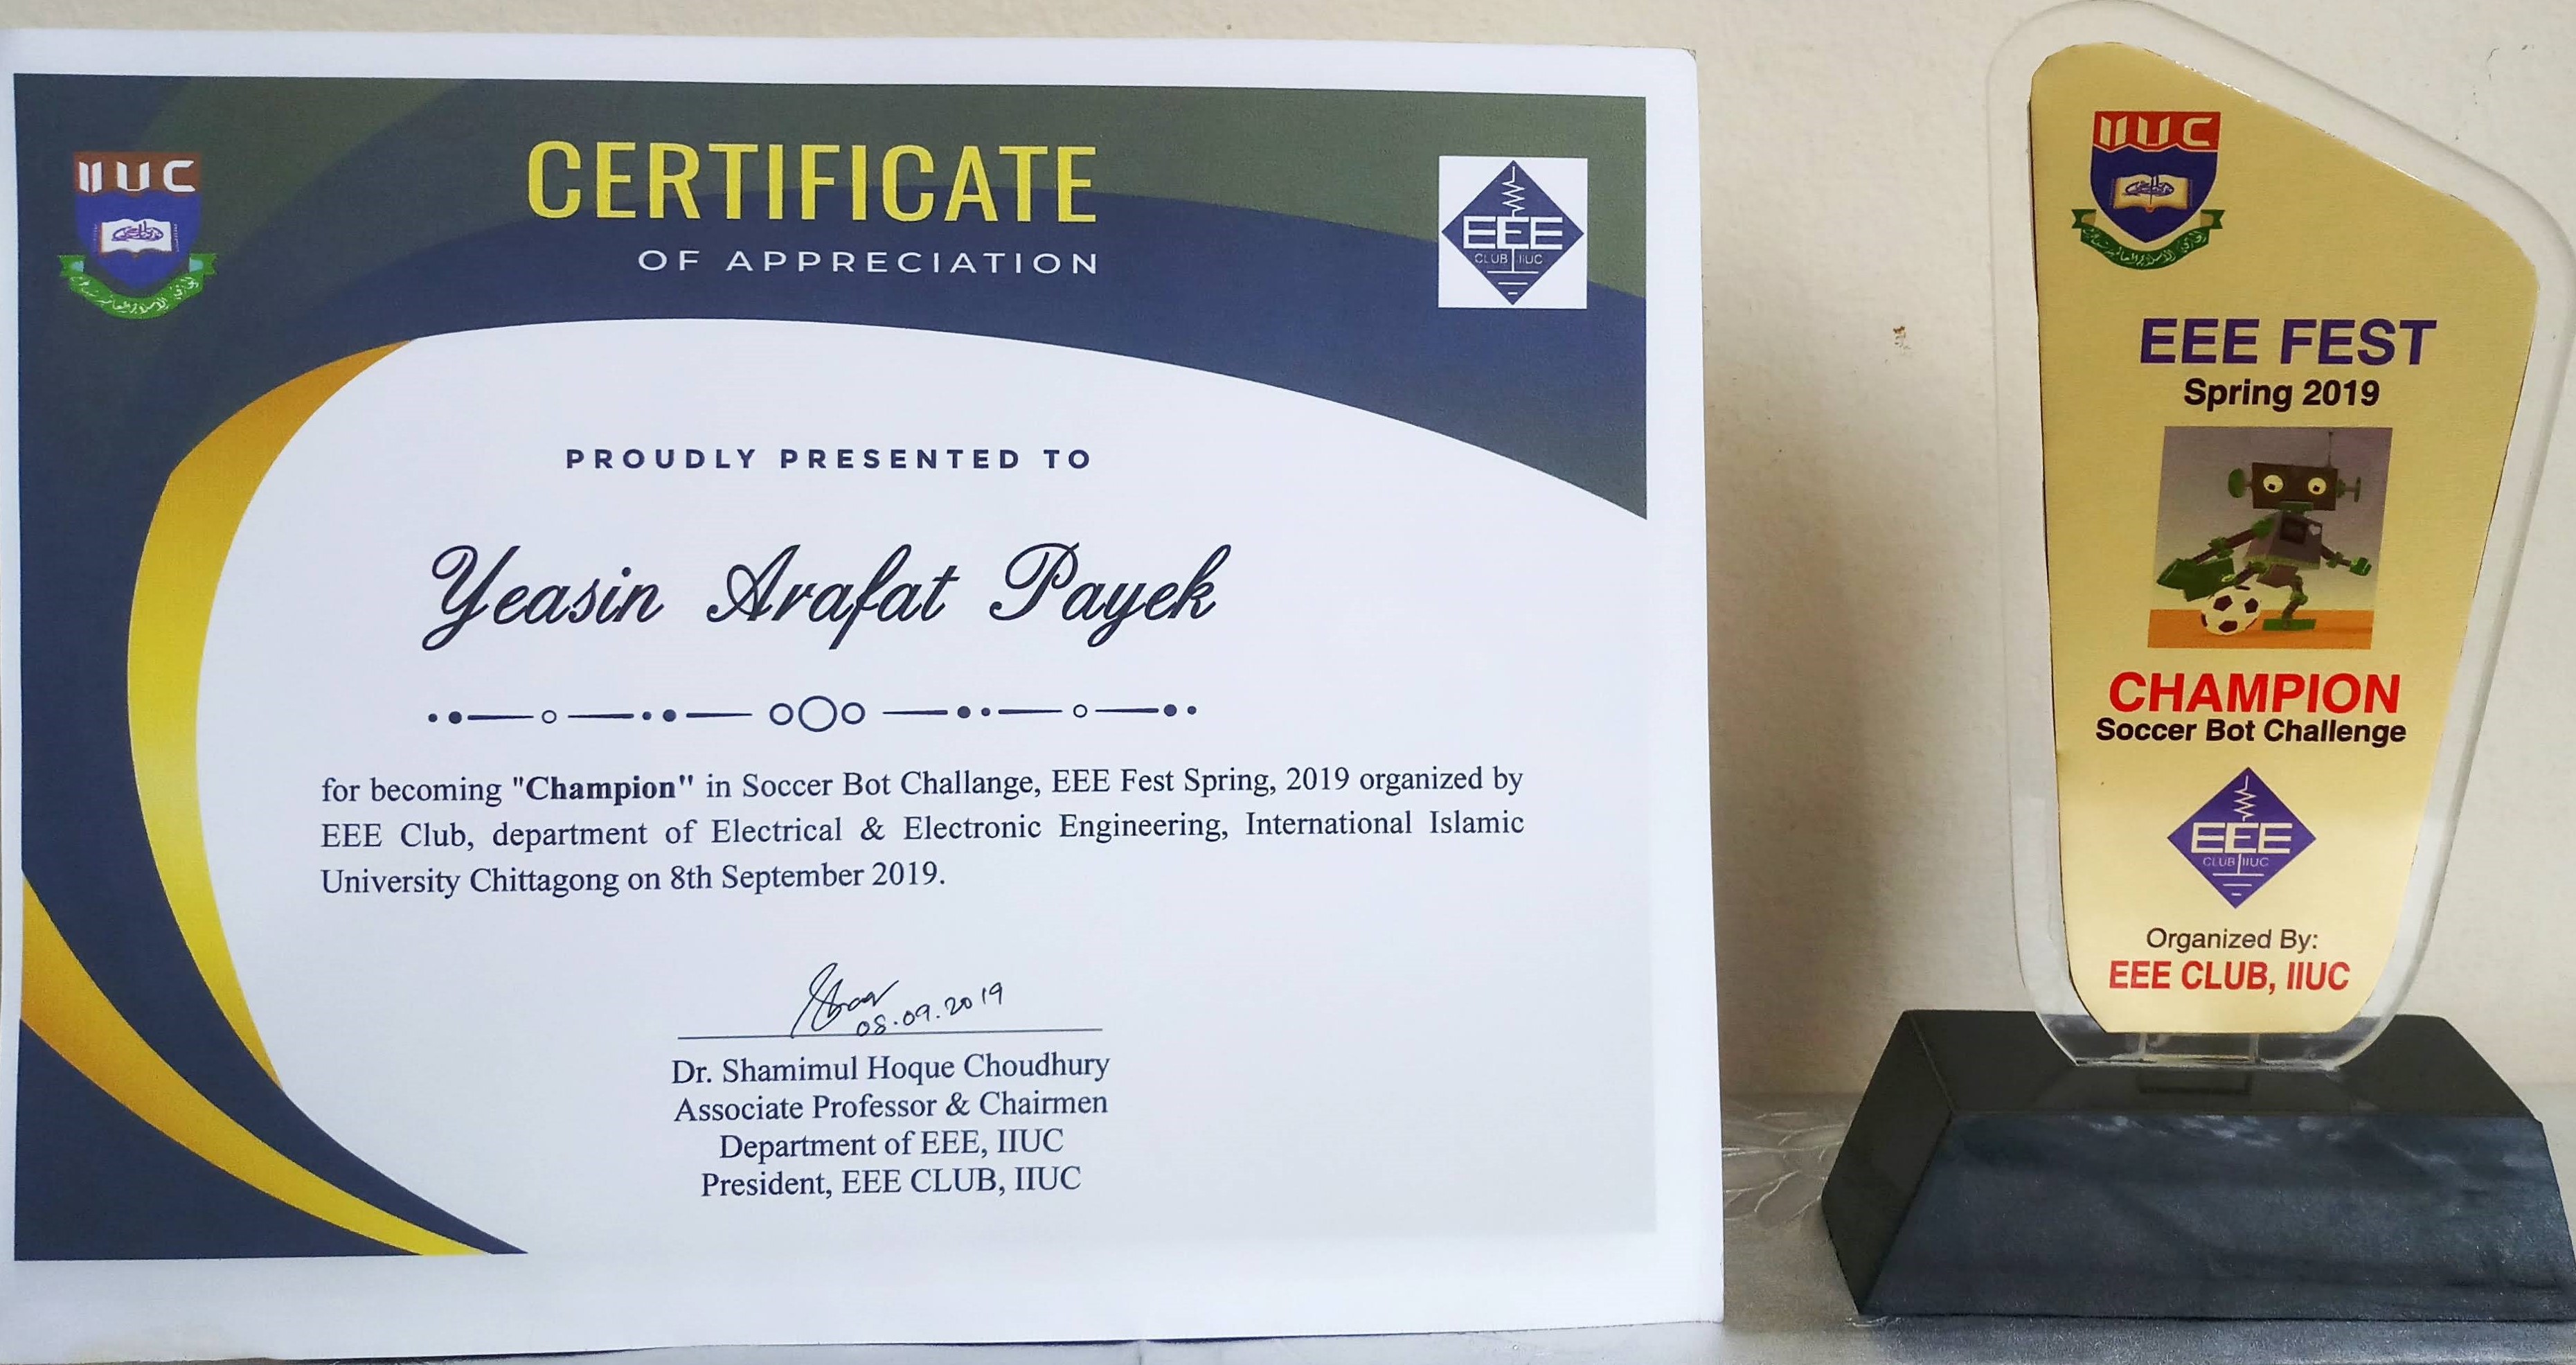 IIUC
CERTIFICATE
OF APPRECIATION
EEE
CLUB IIUC
PROUDLY PRESENTED TO
Yeasin Arafat Payek
for becoming "Champion" in Soccer Bot Challange, EEE Fest Spring, 2019 organized by
EEE Club, department of Electrical & Electronic Engineering, International Islamic
University Chittagong on 8th September 2019.
08.09.2019
Dr. Shamimul Hoque Choudhury
Associate Professor & Chairmen
Department of EEE, IIUC
President, EEE CLUB, IIUC
IIUC
EEE FEST
Spring 2019
CHAMPION
Soccer Bot Challenge
EEE
CLUB IIUC
Organized By:
EEE CLUB, IIUC